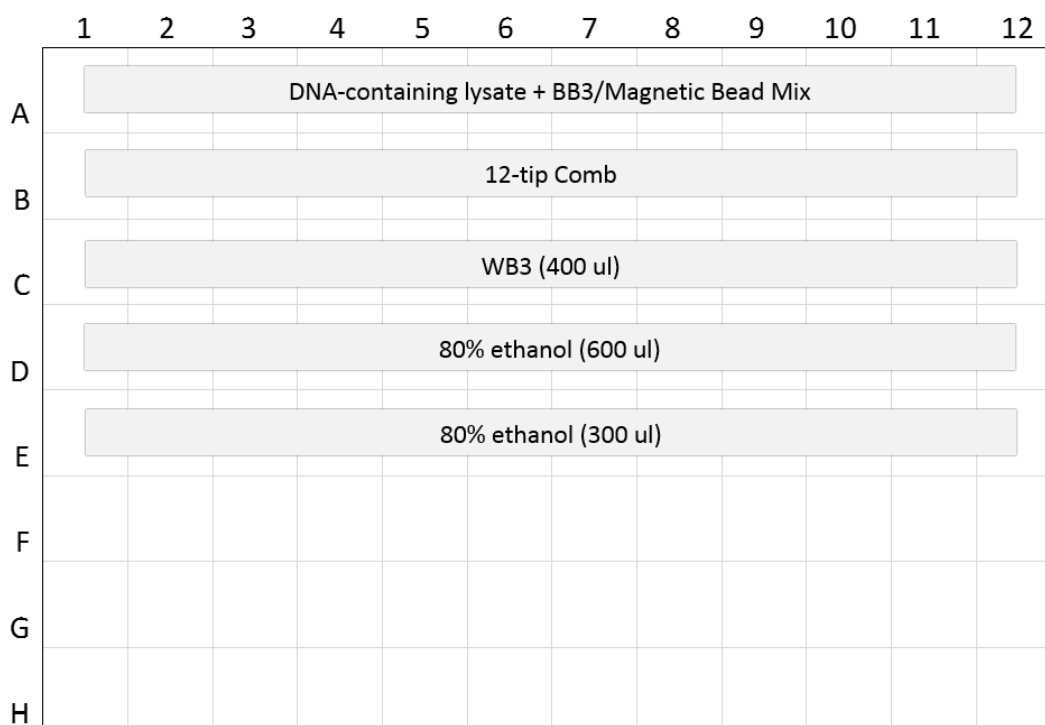 1 2 3 4 5 6 7 8 9 10 11 12
A DNA-containing lysate + BB3/Magnetic Bead Mix
B 12-tip Comb
C WB3 (400 ul)
D 80% ethanol (600 ul)
E 80% ethanol (300 ul)
F
G
H